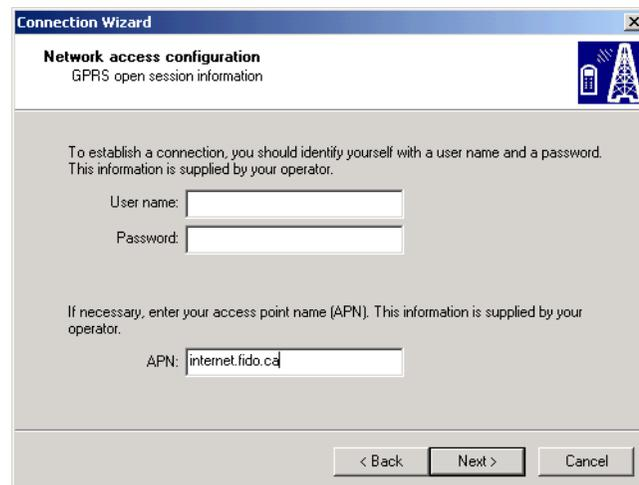 Connection Wizard
Network access configuration
GPRS open session information
To establish a connection, you should identify yourself with a user name and a password.
This information is supplied by your operator.
User name:
Password:
If necessary, enter your access point name (APN). This information is supplied by your
operator.
APN: internet.fido.ca
< Back Next > Cancel